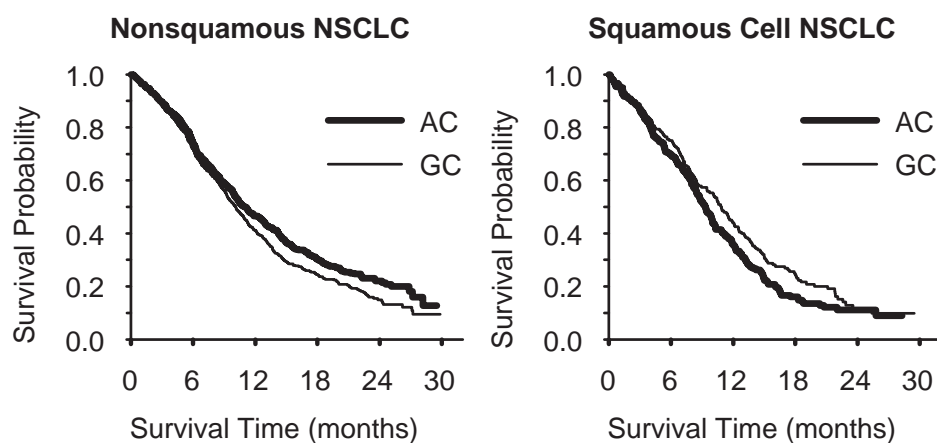 Nonsquamous NSCLC
Survival Probability
1.0
0.8
0.6
0.4
0.2
0.0
AC
GC
0 6 12 18 24 30
Survival Time (months)
Squamous Cell NSCLC
Survival Probability
1.0
0.8
0.6
0.4
0.2
0.0
AC
GC
0 6 12 18 24 30
Survival Time (months)